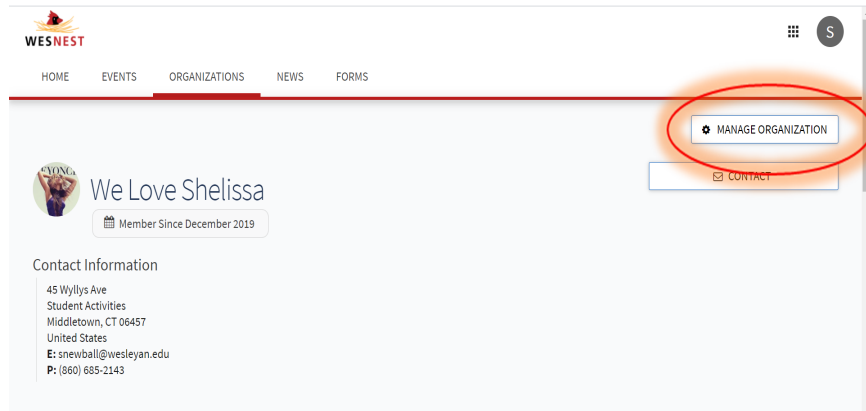 WESNEST
S
HOME EVENTS ORGANIZATIONS NEWS FORMS
MANAGE ORGANIZATION
CONTACT
We Love Shelissa
Member Since December 2019
Contact Information
45 Wyllys Ave
Student Activities
Middletown, CT 06457
United States
E: snewball@wesleyan.edu
P: (860) 685-2143